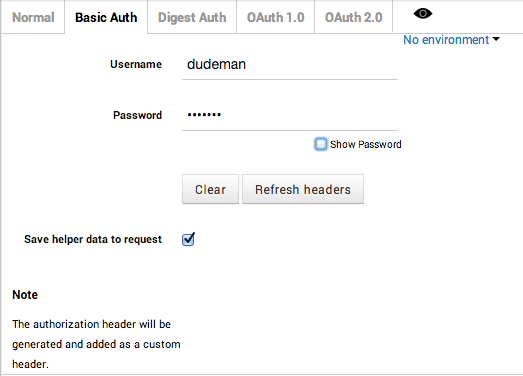 Normal Basic Auth Digest Auth OAuth 1.0 OAuth 2.0
No environment
Username dudeman
Password •••••••
Show Password
Clear Refresh headers
Save helper data to request
Note
The authorization header will be
generated and added as a custom
header.